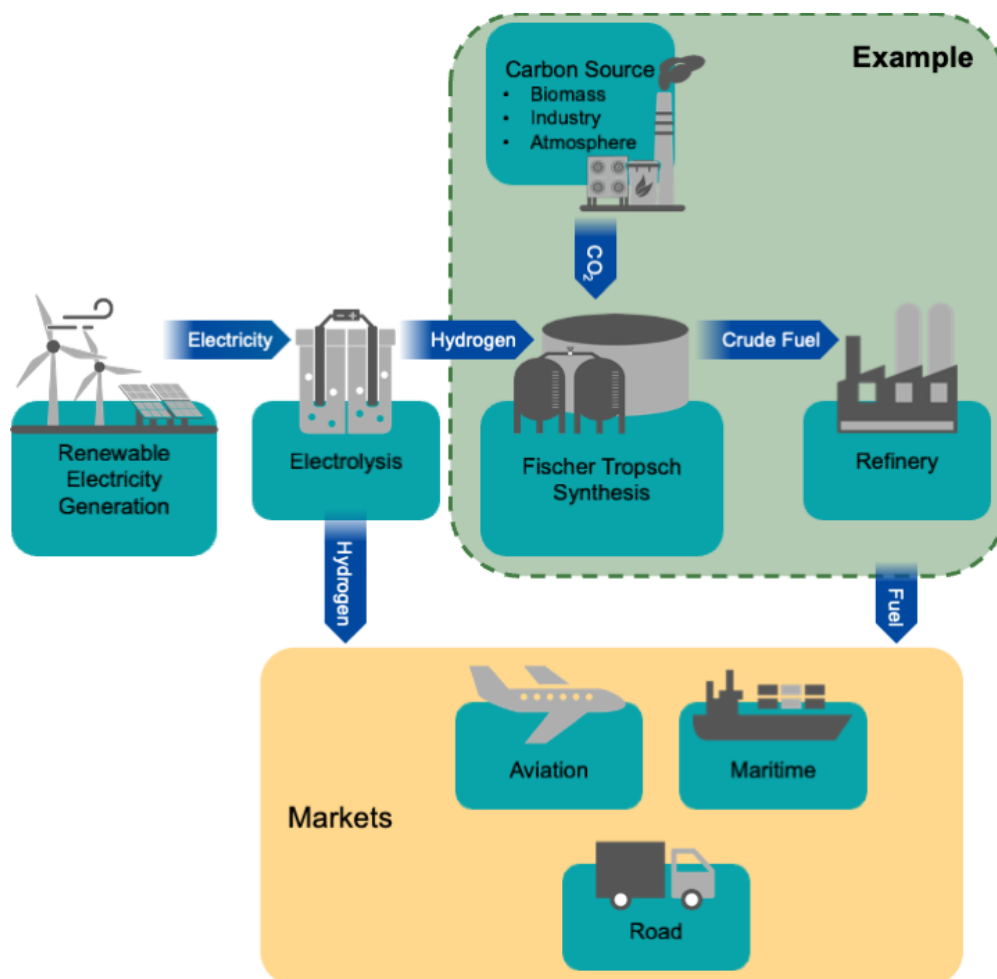 Example
Carbon Source
• Biomass
• Industry
• Atmosphere
CO₂
Electricity
Hydrogen
Crude Fuel
Renewable
Electricity
Generation
Electrolysis
Fischer Tropsch
Synthesis
Refinery
Hydrogen
Fuel
Aviation
Maritime
Markets
Road